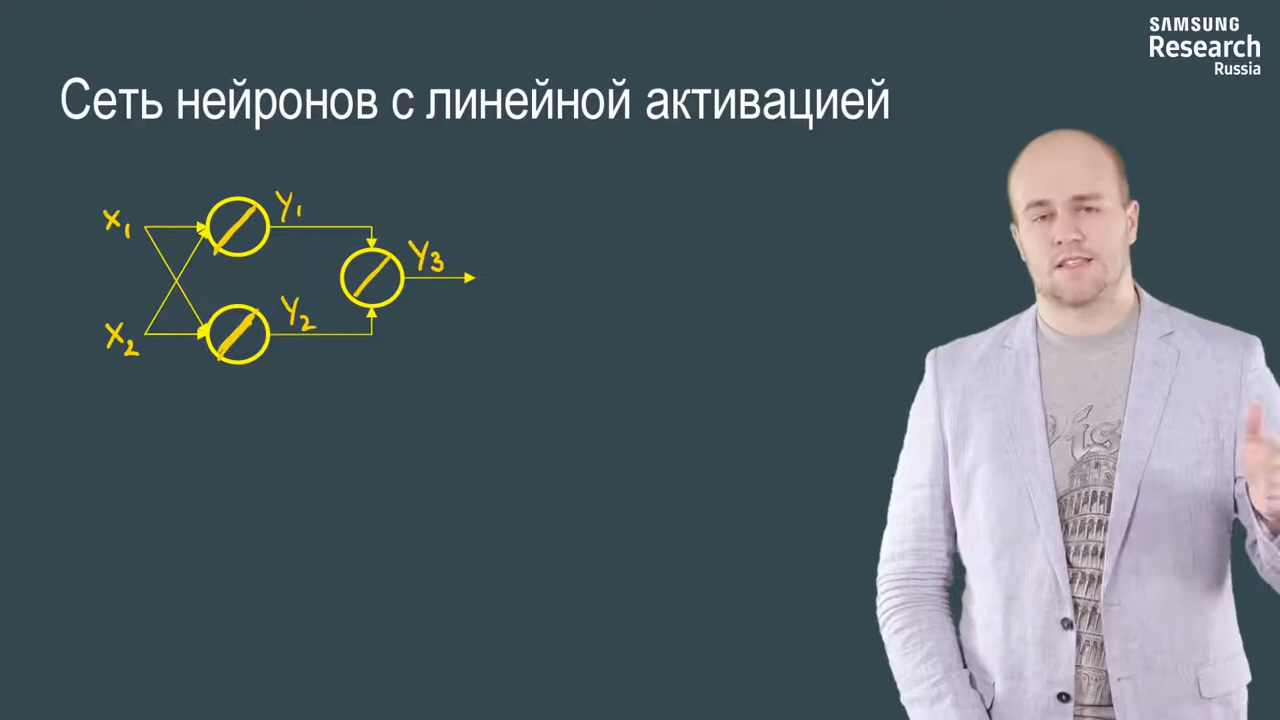 SAMSUNG
Research
Russia
Сеть нейронов с линейной активацией
x₁
y₁
y₃
x₂
y₂